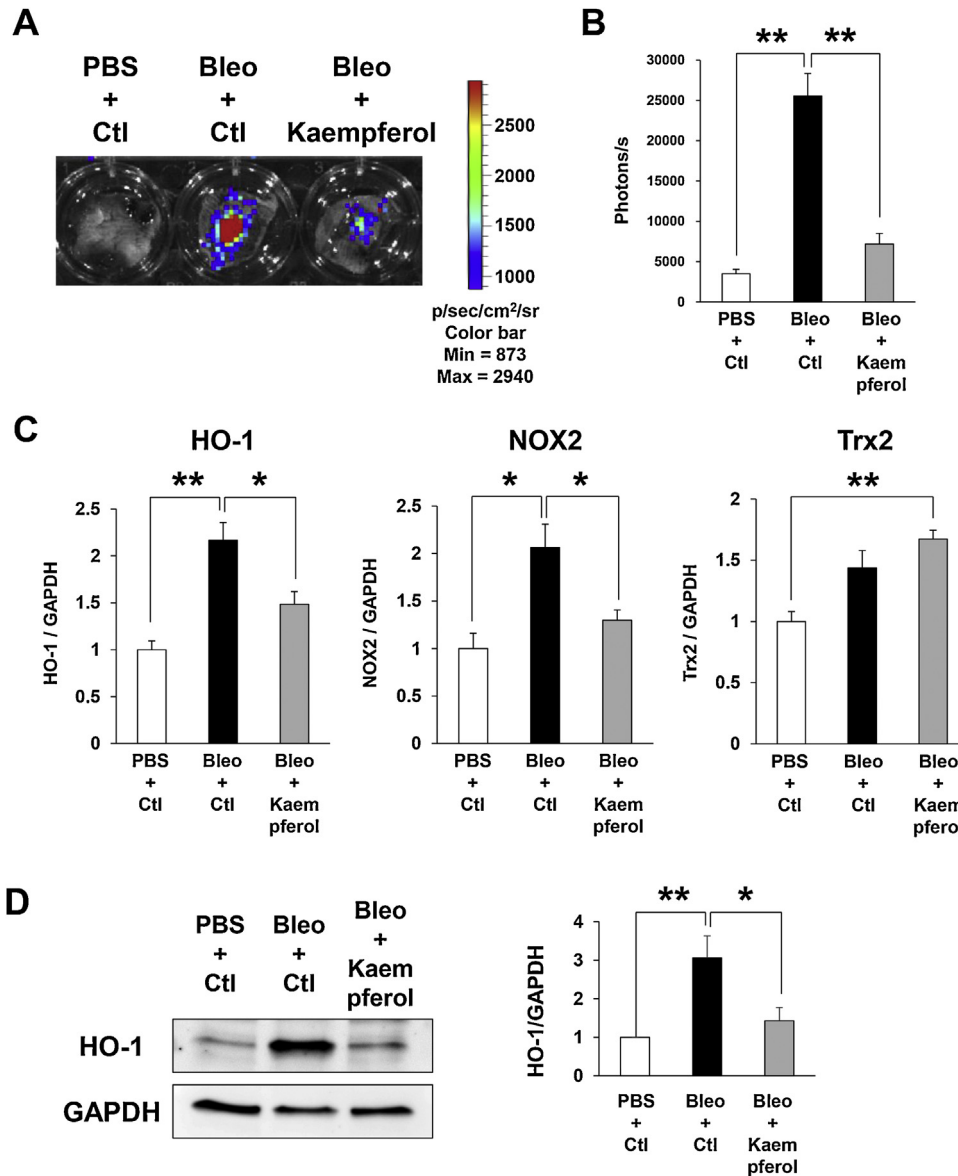 A
PBS
+
Ctl
Bleo
+
Ctl
Bleo
+
Kaempferol
2500
2000
1500
1000
p/sec/cm²/sr
Color bar
Min = 873
Max = 2940
B
** **
Photons/s
30000
25000
20000
15000
10000
5000
0
PBS
+
Ctl
Bleo
+
Ctl
Bleo
+
Kaem
pferol
C
HO-1
** *
HO-1 / GAPDH
2.5
2
1.5
1
0.5
0
PBS
+
Ctl
Bleo
+
Ctl
Bleo
+
Kaem
pferol
NOX2
* *
NOX2 / GAPDH
2.5
2
1.5
1
0.5
0
PBS
+
Ctl
Bleo
+
Ctl
Bleo
+
Kaem
pferol
Trx2
**
Trx2 / GAPDH
2
1.5
1
0.5
0
PBS
+
Ctl
Bleo
+
Ctl
Bleo
+
Kaem
pferol
D
PBS
+
Ctl
Bleo
+
Ctl
Bleo
+
Kaem
pferol
HO-1
GAPDH
** *
HO-1/GAPDH
4
3
2
1
0
PBS
+
Ctl
Bleo
+
Ctl
Bleo
+
Kaem
pferol